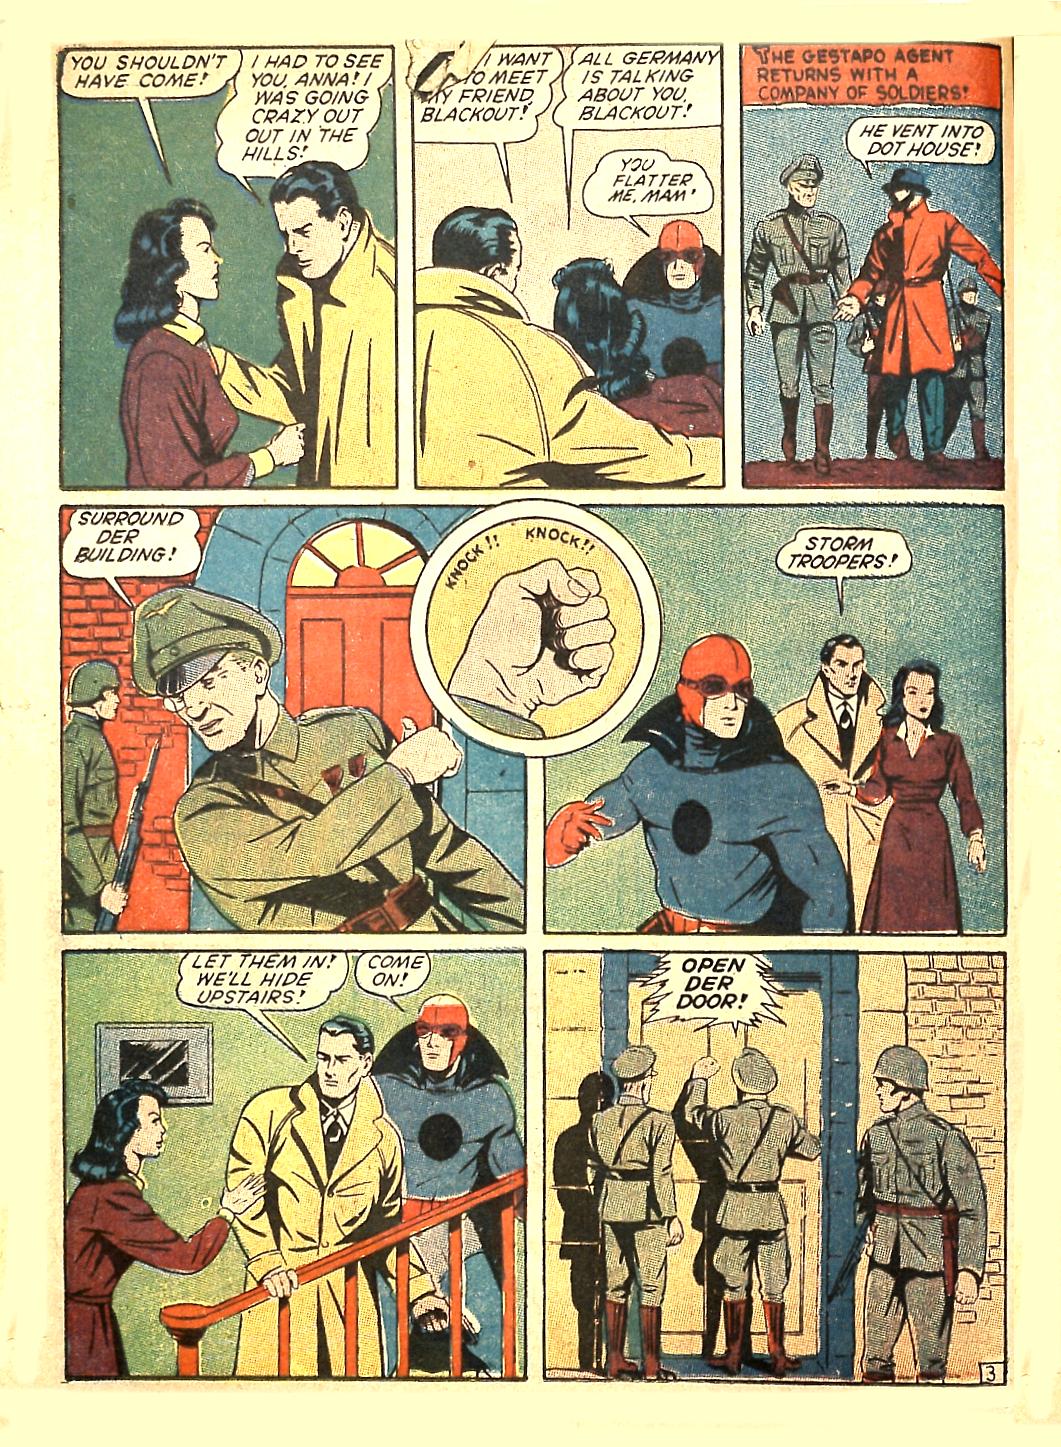 YOU SHOULDN'T
HAVE COME!
I HAD TO SEE
YOU, ANNA! I
WAS GOING
CRAZY OUT
OUT IN THE
HILLS!
I WANT
TO MEET
MY FRIEND,
BLACKOUT!
ALL GERMANY
IS TALKING
ABOUT YOU,
BLACKOUT!
YOU
FLATTER
ME, MAM'
THE GESTAPO AGENT
RETURNS WITH A
COMPANY OF SOLDIERS!
HE VENT INTO
DOT HOUSE!
SURROUND
DER
BUILDING!
KNOCK!! KNOCK!!
STORM
TROOPERS!
LET THEM IN!
WE'LL HIDE
UPSTAIRS!
COME
ON!
OPEN
DER
DOOR!
3